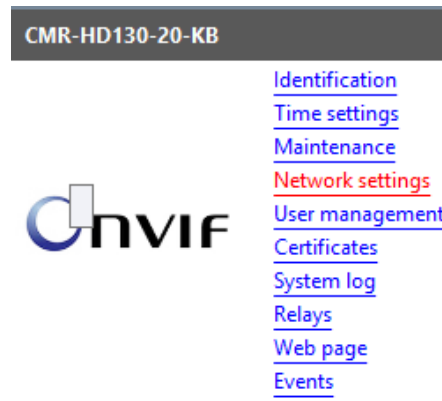 CMR-HD130-20-KB
Identification
Time settings
Maintenance
Network settings
ONVIF
User management
Certificates
System log
Relays
Web page
Events